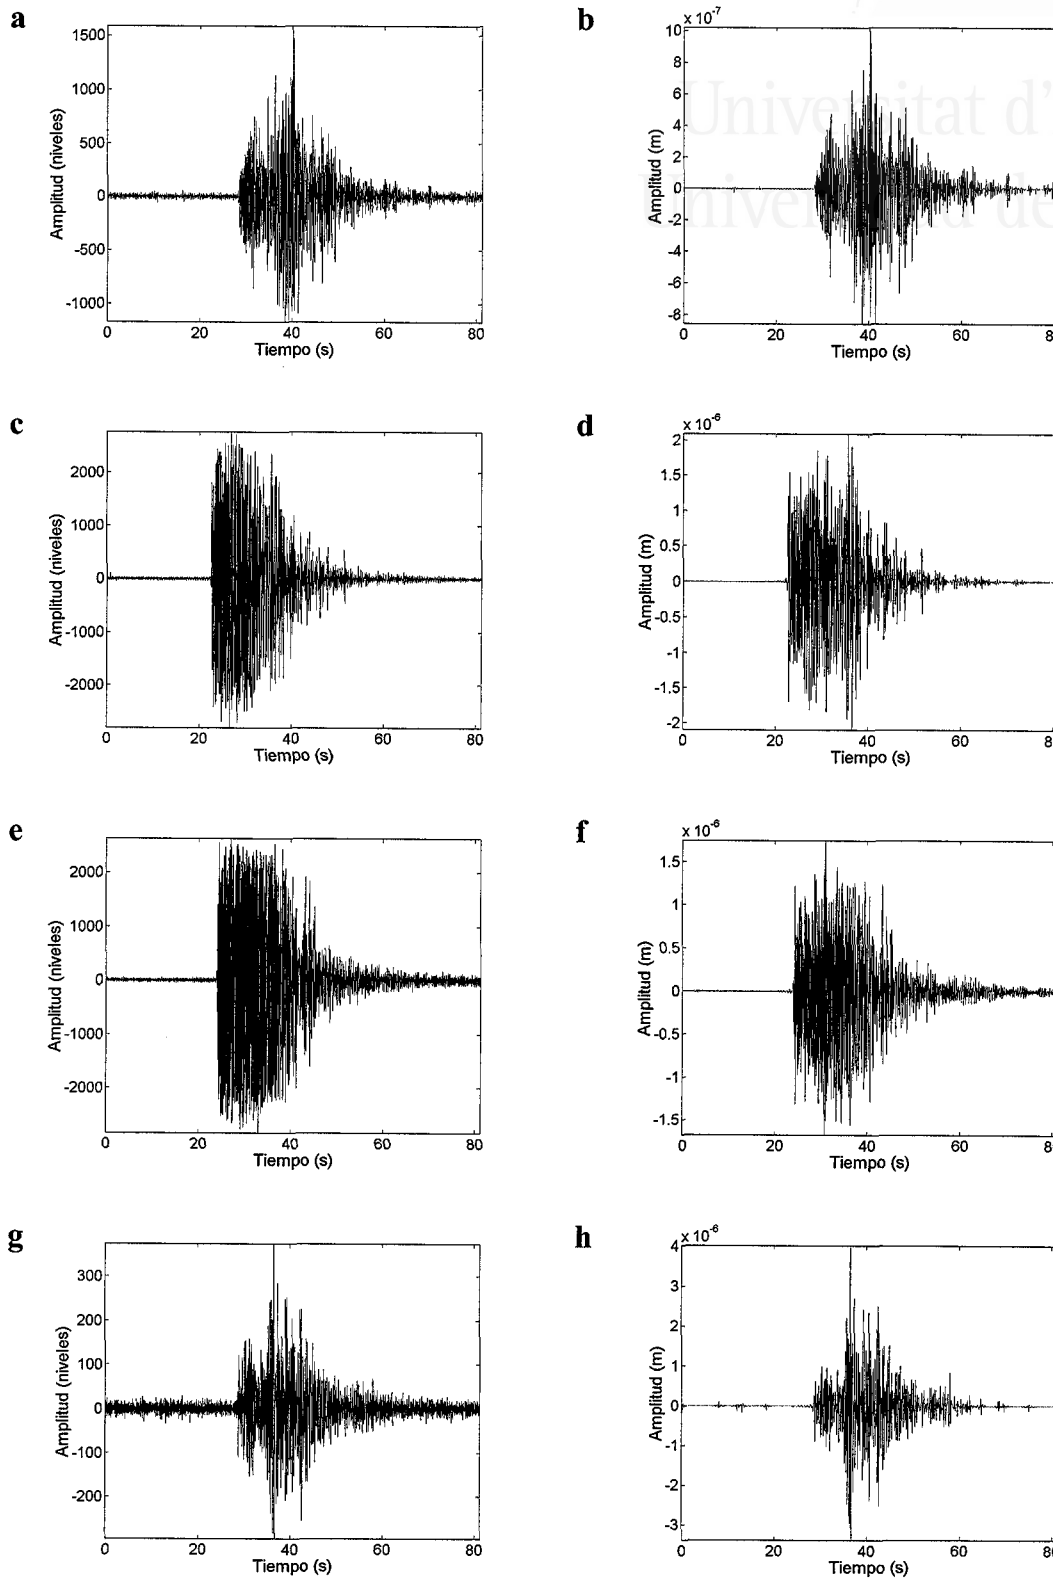 a
1500
1000
500
0
-500
-1000
Amplitud (niveles)
0 20 40 60 80
Tiempo (s)
b
x 10-7
10
8
6
4
2
0
-2
-4
-6
-8
Amplitud (m)
0 20 40 60 80
Tiempo (s)
Universitat d'
Universidad de
c
2000
1000
0
-1000
-2000
Amplitud (niveles)
0 20 40 60 80
Tiempo (s)
d
x 10-6
2
1.5
1
0.5
0
-0.5
-1
-1.5
-2
Amplitud (m)
0 20 40 60 80
Tiempo (s)
e
2000
1000
0
-1000
-2000
Amplitud (niveles)
0 20 40 60 80
Tiempo (s)
f
x 10-6
1.5
1
0.5
0
-0.5
-1
-1.5
Amplitud (m)
0 20 40 60 80
Tiempo (s)
g
300
200
100
0
-100
-200
Amplitud (niveles)
0 20 40 60 80
Tiempo (s)
h
x 10-6
4
3
2
1
0
-1
-2
-3
Amplitud (m)
0 20 40 60 80
Tiempo (s)